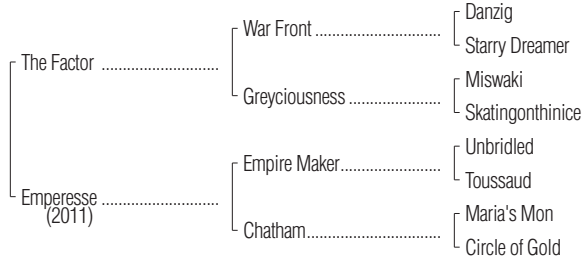 Danzig
War Front
Starry Dreamer
The Factor
Miswaki
Greyciousness
Skatingonthinice
Unbridled
Empire Maker
Toussaud
Emperesse
(2011)
Maria's Mon
Chatham
Circle of Gold